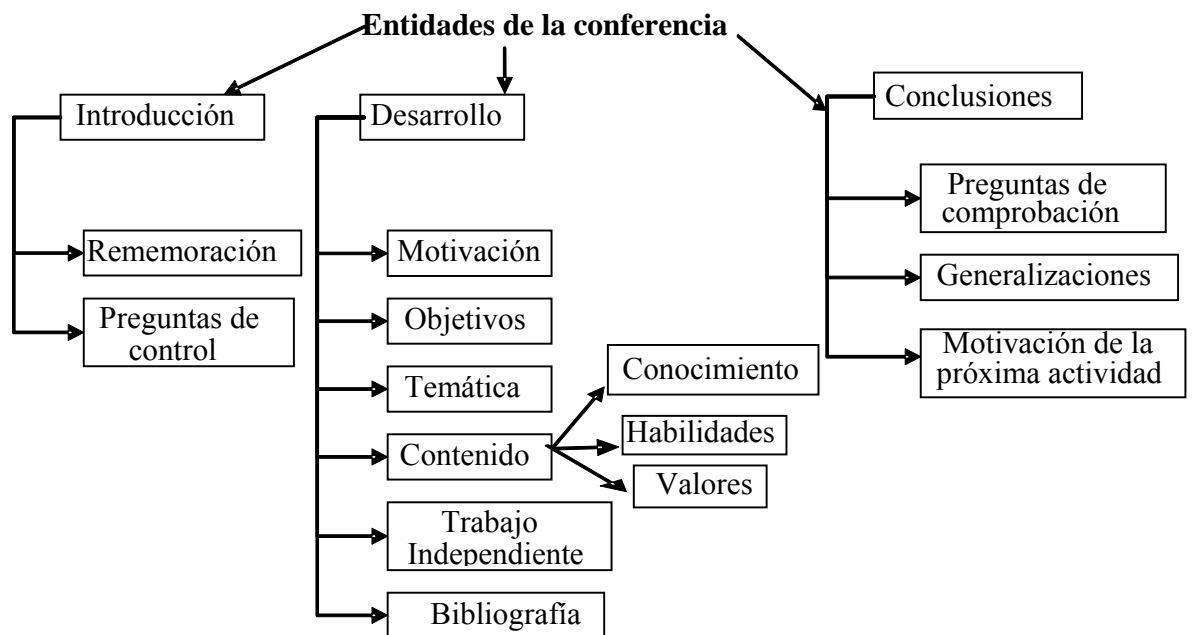 Entidades de la conferencia
Introducción
Rememoración
Preguntas de
control
Desarrollo
Motivación
Objetivos
Temática
Contenido
Conocimiento
Habilidades
Valores
Trabajo
Independiente
Bibliografía
Conclusiones
Preguntas de
comprobación
Generalizaciones
Motivación de la
próxima actividad